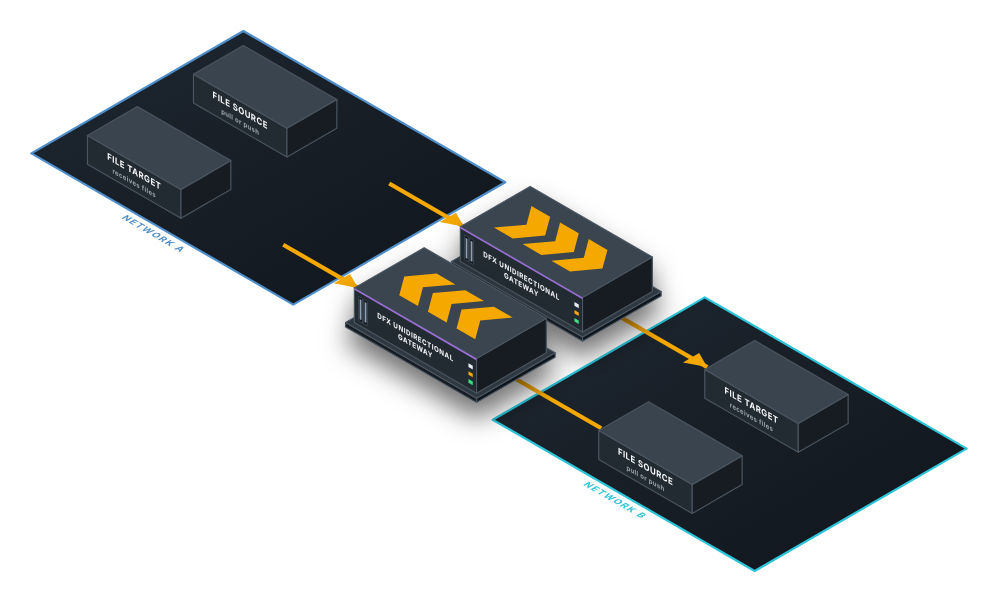 FILE SOURCE
pull or push
FILE TARGET
receives files
NETWORK A
DFX UNIDIRECTIONAL
GATEWAY
DFX UNIDIRECTIONAL
GATEWAY
FILE TARGET
receives files
FILE SOURCE
pull or push
NETWORK B